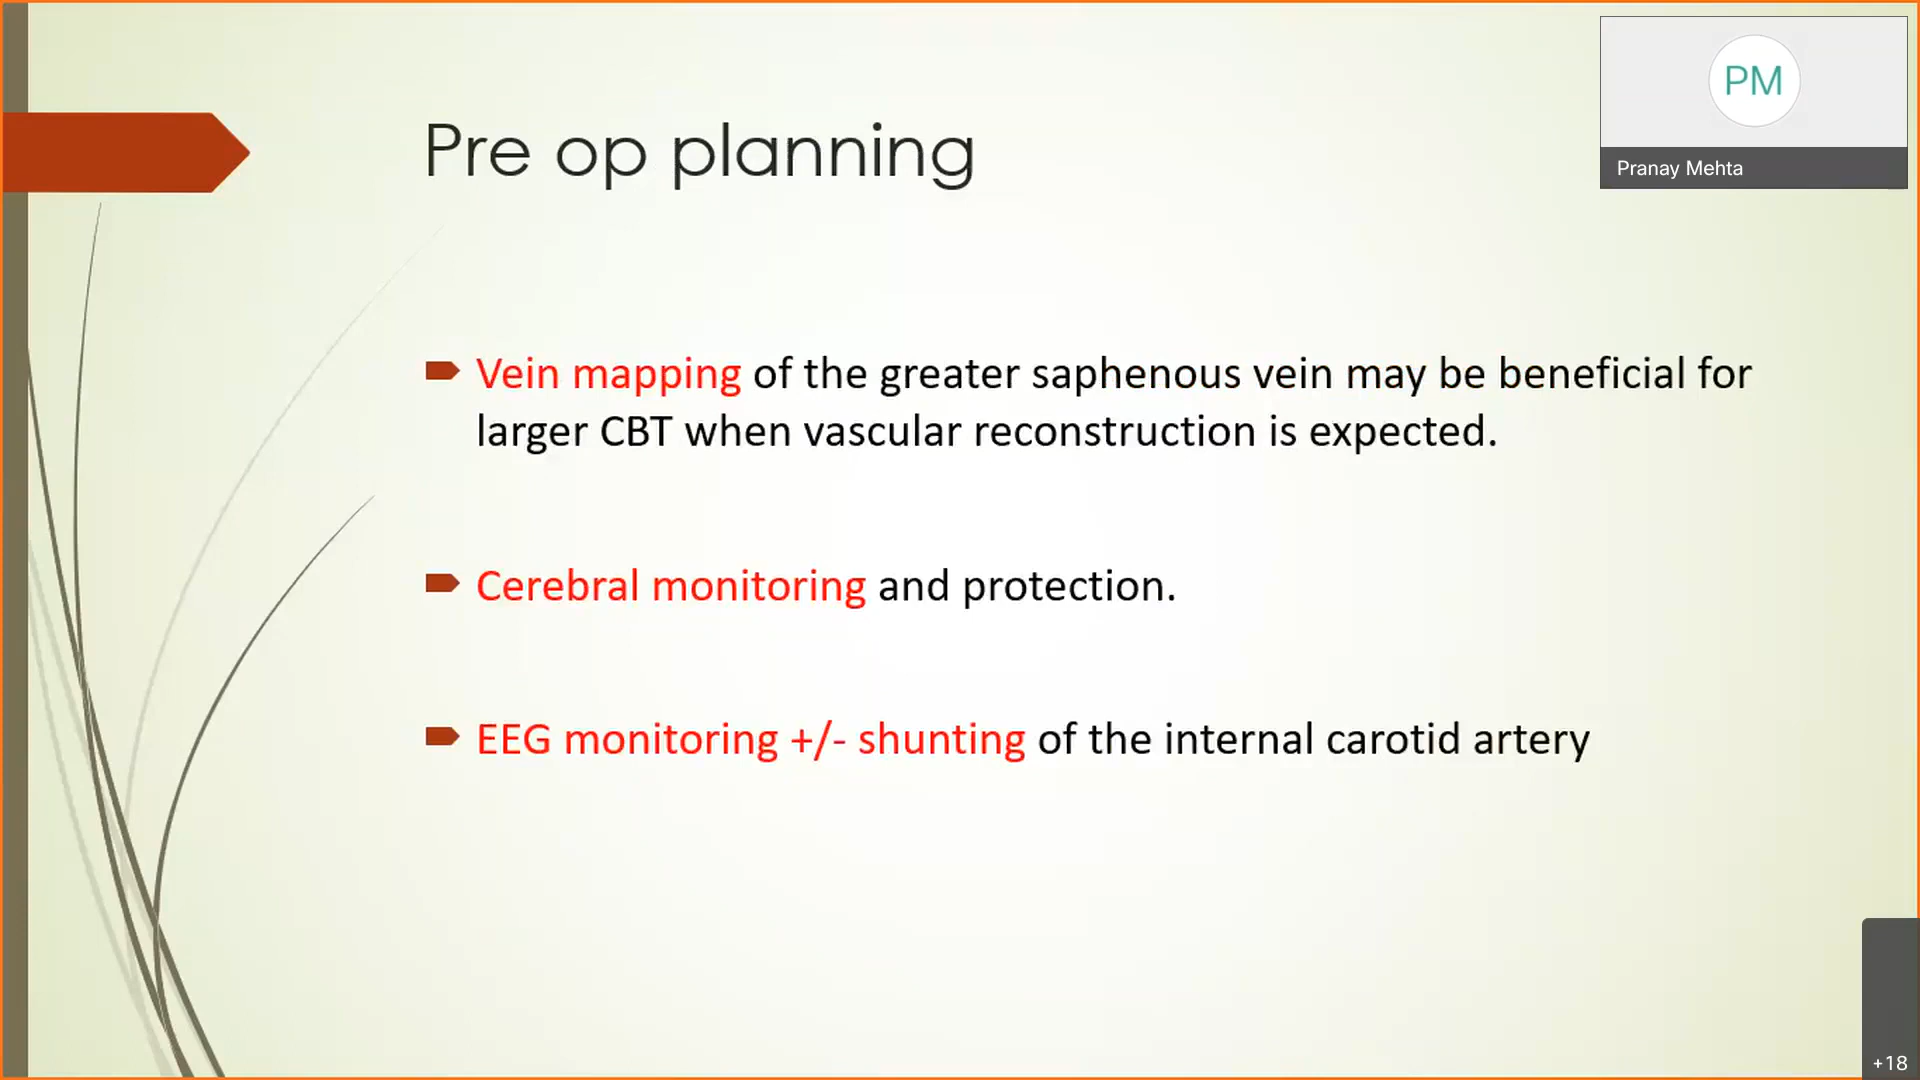 Pre op planning
PM
Pranay Mehta
Vein mapping of the greater saphenous vein may be beneficial for
larger CBT when vascular reconstruction is expected.
Cerebral monitoring and protection.
EEG monitoring +/- shunting of the internal carotid artery
+18